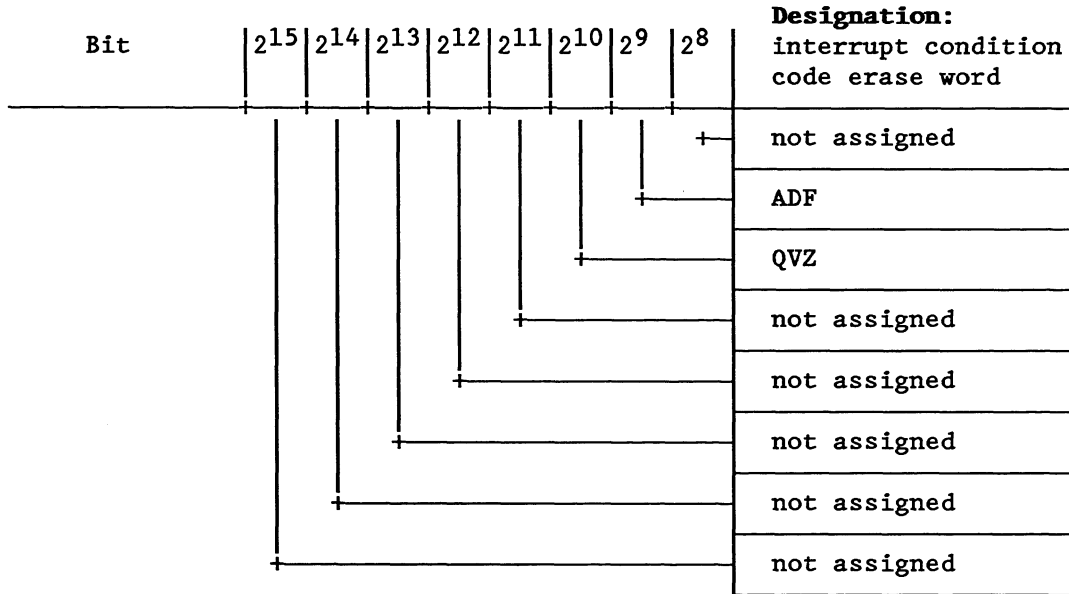 Designation:
Bit 2^15 2^14 2^13 2^12 2^11 2^10 2^9 2^8 interrupt condition
code erase word
not assigned
ADF
QVZ
not assigned
not assigned
not assigned
not assigned
not assigned